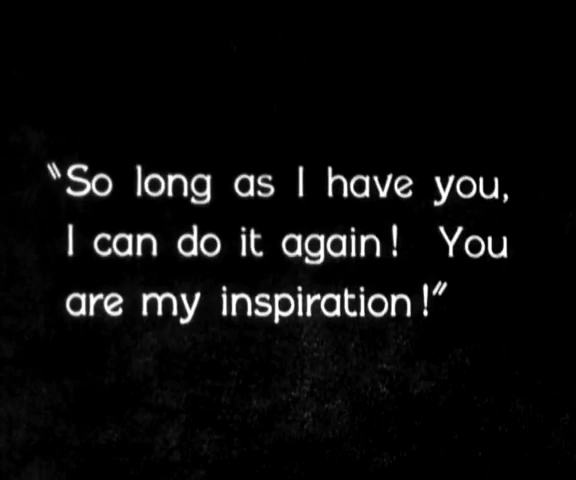 "So long as I have you,
I can do it again! You
are my inspiration!"